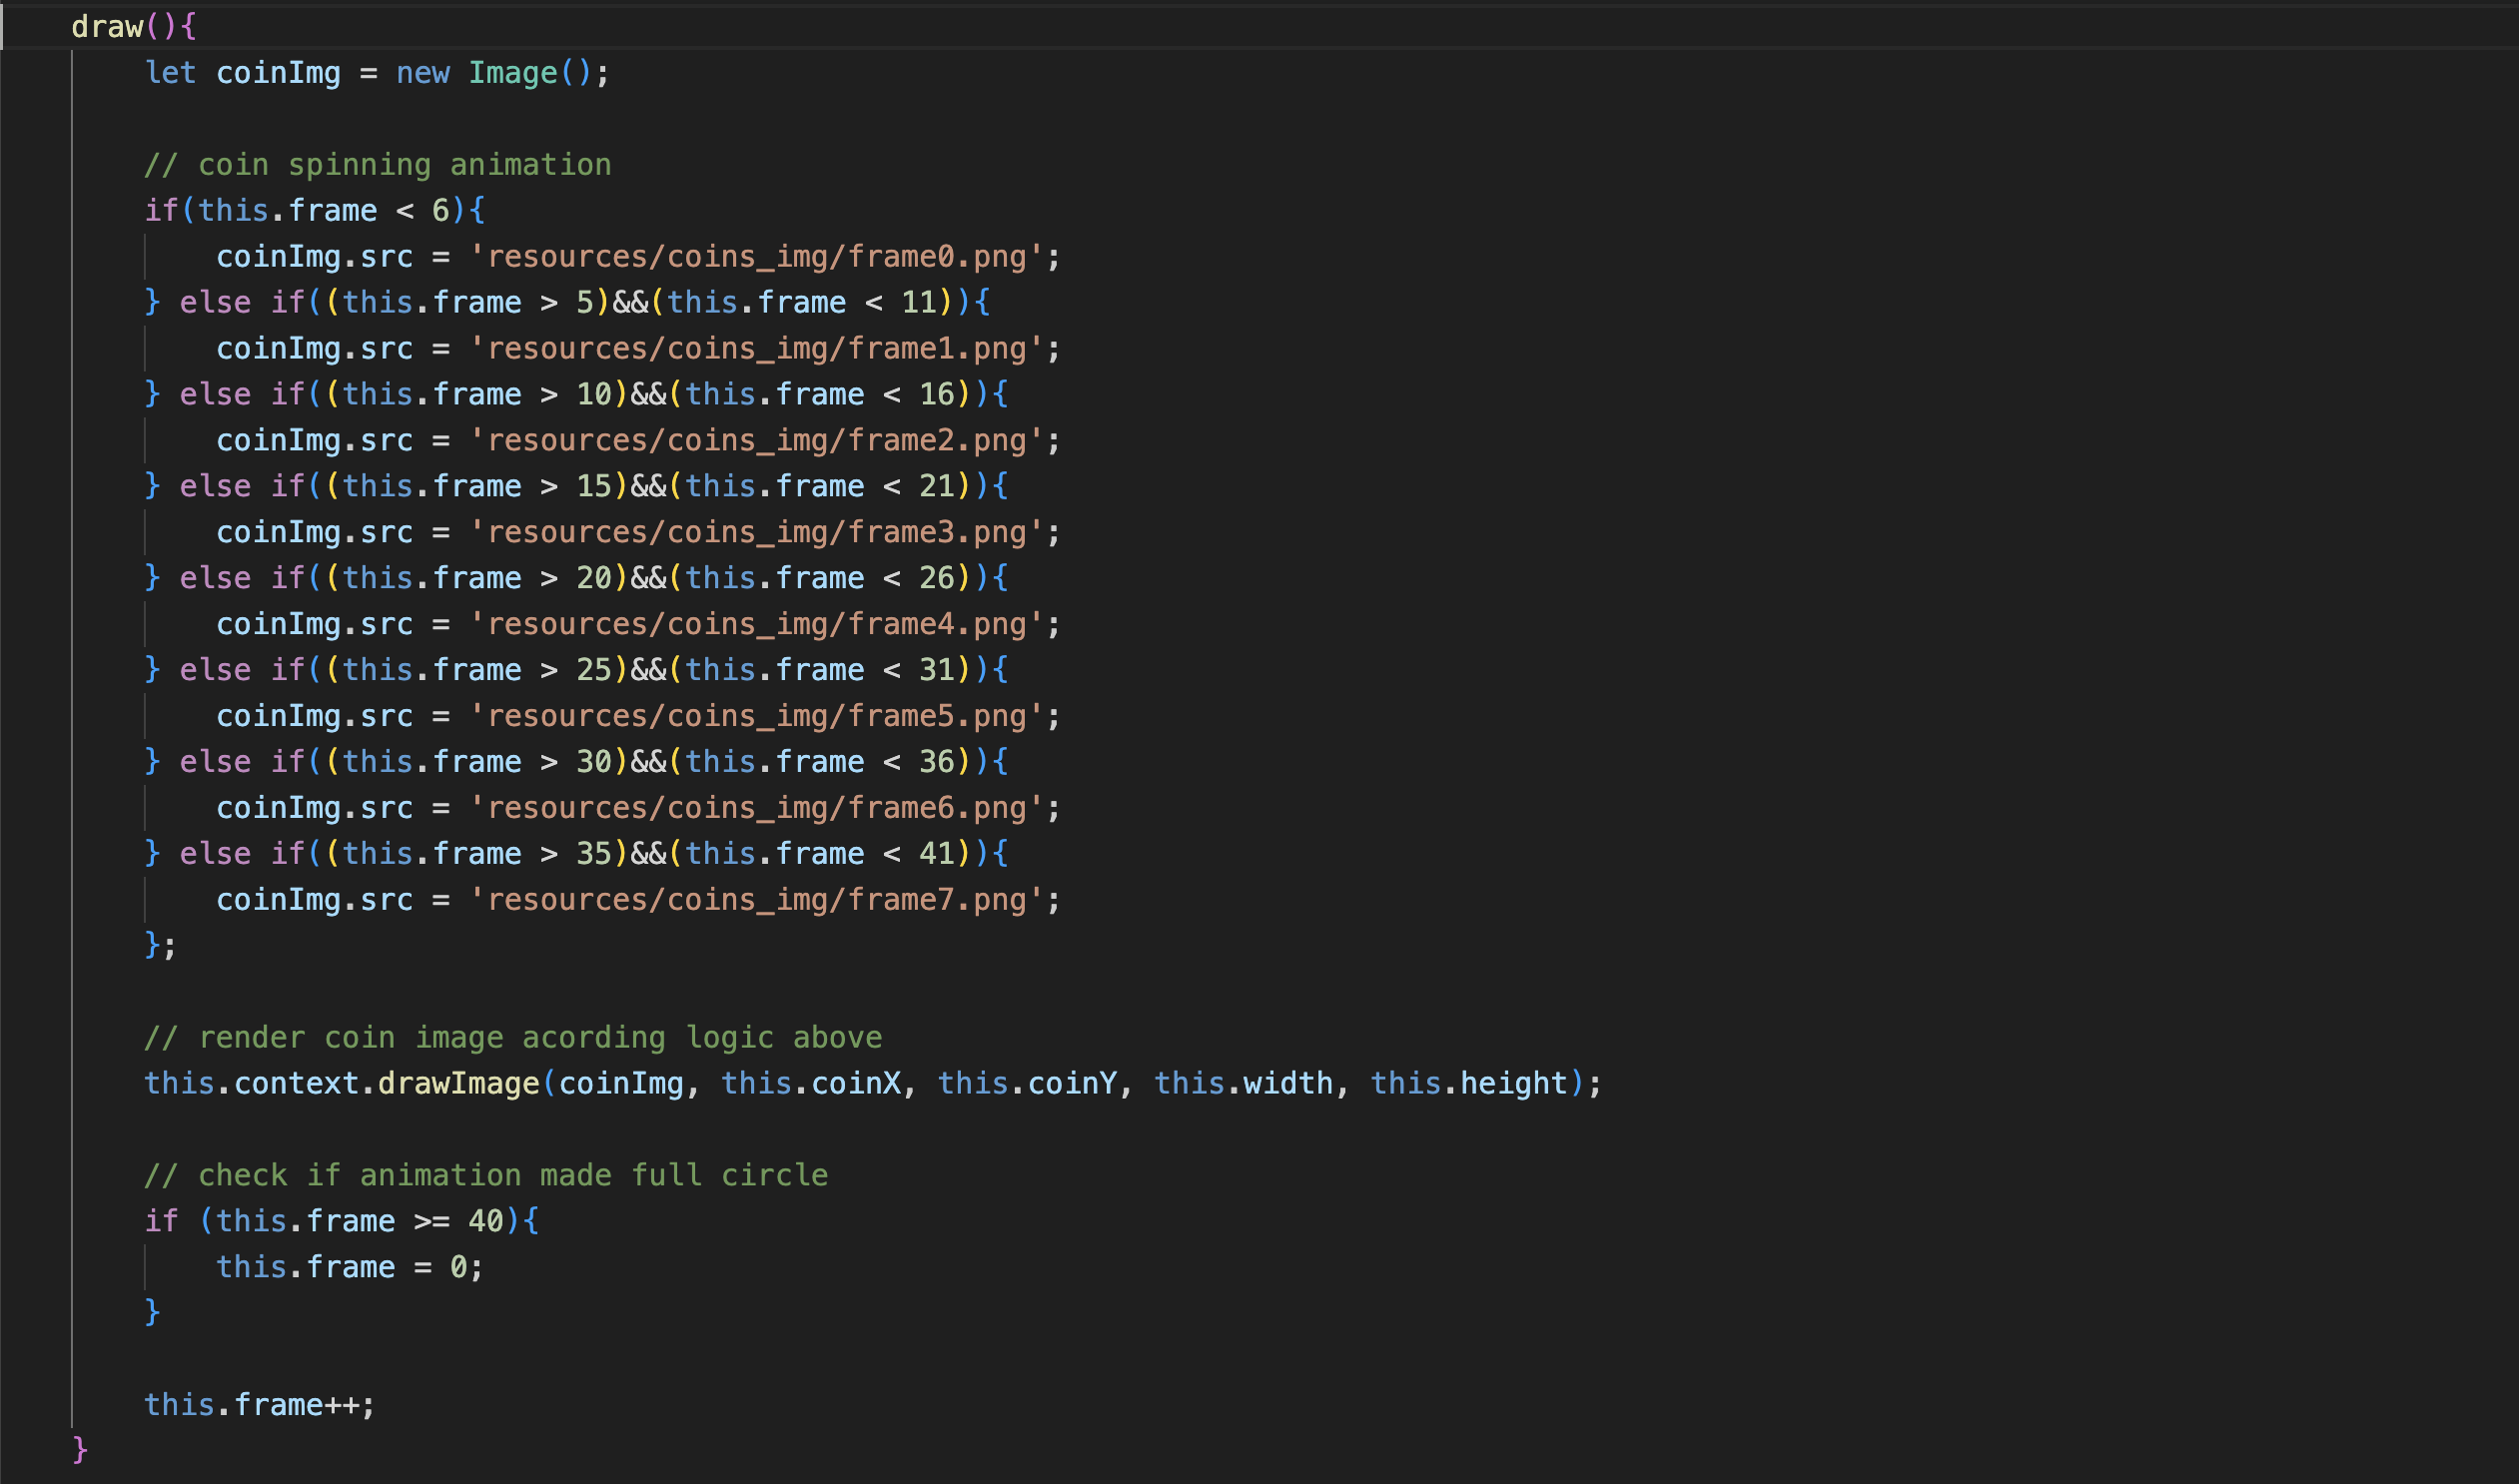 draw(){
let coinImg = new Image();
// coin spinning animation
if(this.frame < 6){
coinImg.src = 'resources/coins_img/frame0.png';
} else if((this.frame > 5)&&(this.frame < 11)){
coinImg.src = 'resources/coins_img/frame1.png';
} else if((this.frame > 10)&&(this.frame < 16)){
coinImg.src = 'resources/coins_img/frame2.png';
} else if((this.frame > 15)&&(this.frame < 21)){
coinImg.src = 'resources/coins_img/frame3.png';
} else if((this.frame > 20)&&(this.frame < 26)){
coinImg.src = 'resources/coins_img/frame4.png';
} else if((this.frame > 25)&&(this.frame < 31)){
coinImg.src = 'resources/coins_img/frame5.png';
} else if((this.frame > 30)&&(this.frame < 36)){
coinImg.src = 'resources/coins_img/frame6.png';
} else if((this.frame > 35)&&(this.frame < 41)){
coinImg.src = 'resources/coins_img/frame7.png';
};
// render coin image acording logic above
this.context.drawImage(coinImg, this.coinX, this.coinY, this.width, this.height);
// check if animation made full circle
if (this.frame >= 40){
this.frame = 0;
}
this.frame++;
}